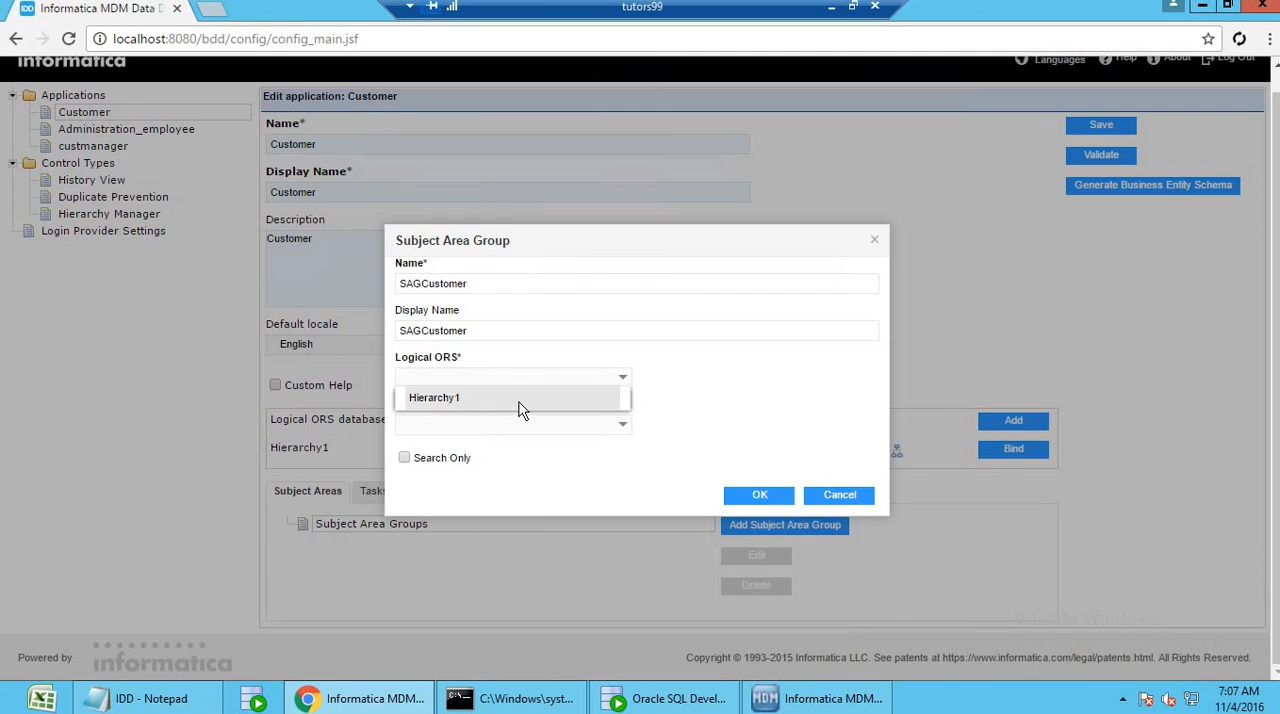 Informatica MDM Data D
tutors99
localhost:8080/bdd/config/config_main.jsf
Informatica
Languages Help About Log Out
Applications
Customer
Administration_employee
custmanager
Control Types
History View
Duplicate Prevention
Hierarchy Manager
Login Provider Settings
Edit application: Customer
Name*
Customer
Display Name*
Customer
Description
Customer
Default locale
English
Custom Help
Logical ORS database
Hierarchy1
Subject Areas Tasks
Subject Area Groups
Save
Validate
Generate Business Entity Schema
Add
Bind
Add Subject Area Group
Edit
Delete
Subject Area Group
Name*
SAGCustomer
Display Name
SAGCustomer
Logical ORS*
Hierarchy1
Search Only
OK Cancel
Activate Windows
Powered by informatica
Copyright © 1993-2015 Informatica LLC. See patents at https://www.informatica.com/legal/patents.html. All Rights Reserved.
IDD - Notepad
Informatica MDM...
C:\Windows\syst...
Oracle SQL Devel...
MDM Informatica MDM...
7:07 AM
11/4/2016